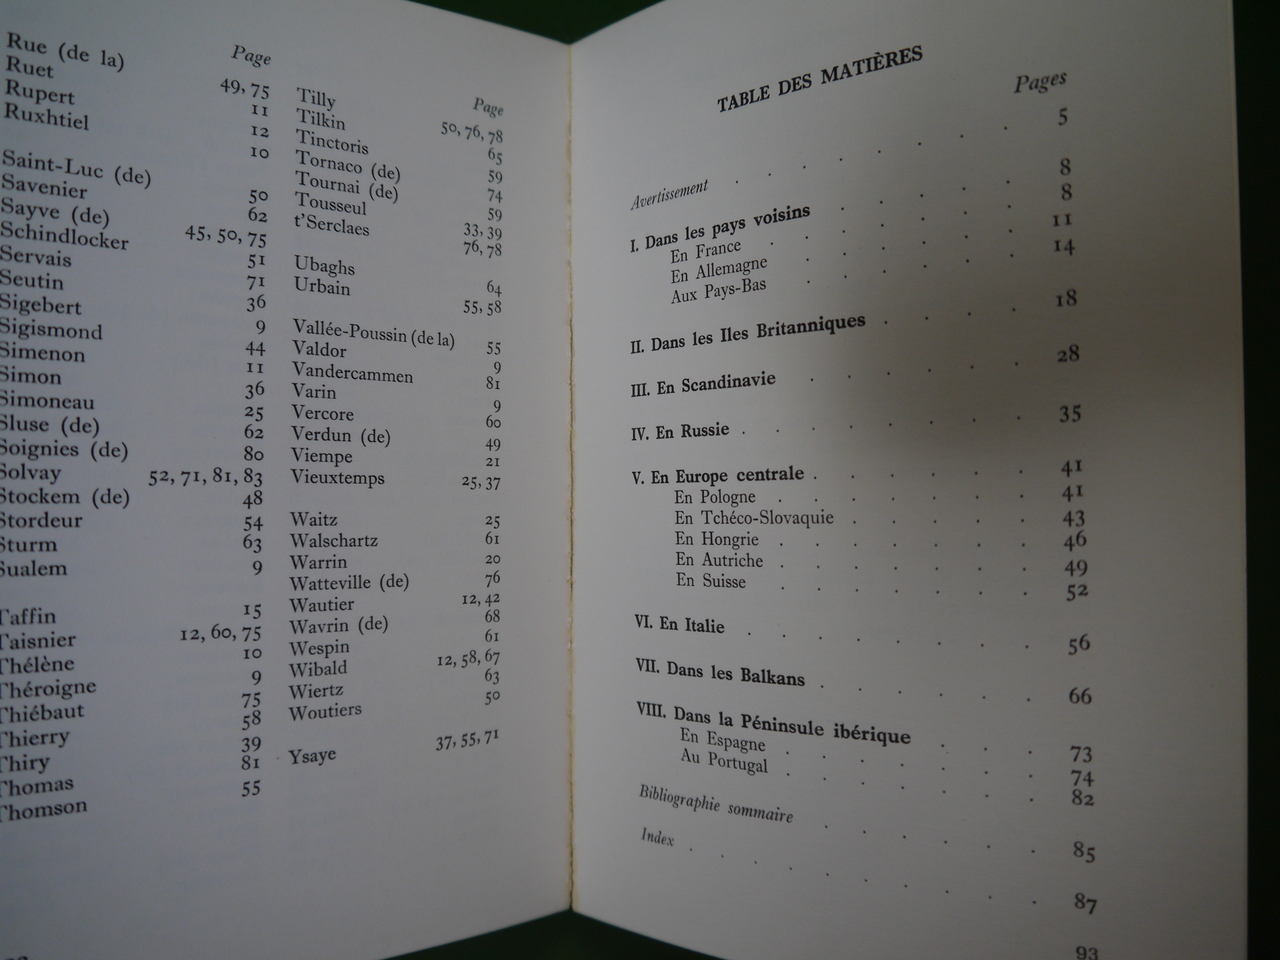 Page
Rue (de la) 49, 75
Ruet 11
Rupert 12
Ruxhtiel 10
Saint-Luc (de) 50
Savenier 62
Sayve (de) 45, 50, 75
Schindlocker 51
Servais 71
Seutin 36
Sigebert 9
Sigismond 44
Simenon 11
Simon 36
Simoneau 25
Sluse (de) 62
Soignies (de) 80
Solvay 52, 71, 81, 83
Stockem (de) 48
Stordeur 54
Sturm 63
Sualem 9
Taffin 15
Taisnier 12, 60, 75
Thélène 10
Théroigne 9
Thiébaut 75
Thierry 58
Thiry 39
Thomas 81
Thomson 55
Page
Tilly 50, 76, 78
Tilkin 65
Tinctoris 59
Tornaco (de) 74
Tournai (de) 59
Tousseul 33, 39
t'Serclaes 76, 78
Ubaghs 64
Urbain 55, 58
Vallée-Poussin (de la) 55
Valdor 9
Vandercammen 81
Varin 9
Vercore 60
Verdun (de) 49
Viempe 21
Vieuxtemps 25, 37
Waitz 25
Walschartz 61
Warrin 20
Watteville (de) 76
Wautier 12, 42
Wavrin (de) 68
Wespin 61
Wibald 12, 58, 67
Wiertz 63
Woutiers 50
Ysaye 37, 55, 71
TABLE DES MATIÈRES
Pages
Avertissement . . . . . . . 5
I. Dans les pays voisins . . . . . 8
En France . . . . . . 8
En Allemagne . . . . . . 11
Aux Pays-Bas . . . . . . 14
II. Dans les Iles Britanniques . . . . 18
III. En Scandinavie . . . . . . 28
IV. En Russie . . . . . . 35
V. En Europe centrale . . . . . . 41
En Pologne . . . . . . . 41
En Tchéco-Slovaquie . . . . . 43
En Hongrie . . . . . . . 46
En Autriche . . . . . . . 49
En Suisse . . . . . . . 52
VI. En Italie . . . . . . . . 56
VII. Dans les Balkans . . . . . . 66
VIII. Dans la Péninsule ibérique . . . 73
En Espagne . . . . . . 74
Au Portugal . . . . . . 82
Bibliographie sommaire . . . . . . 85
Index . . . . . . . . . 87
93